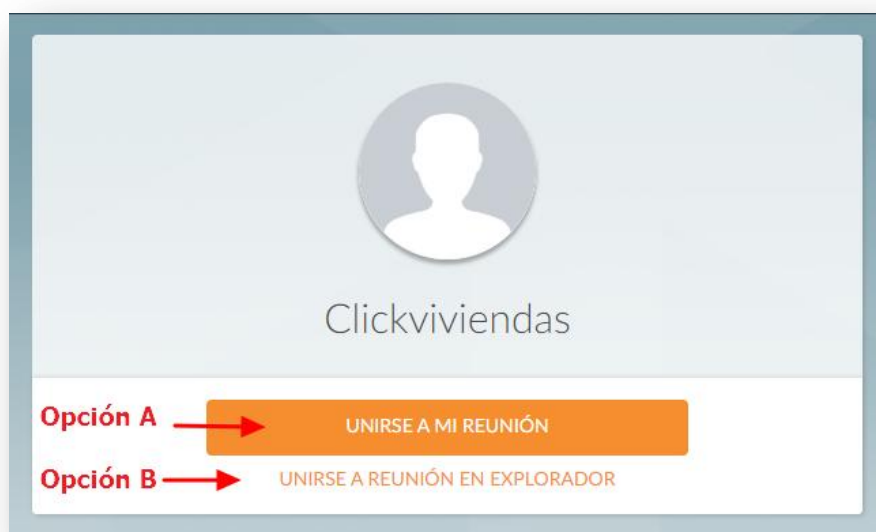 Clickviviendas
Opción A
UNIRSE A MI REUNIÓN
Opción B
UNIRSE A REUNIÓN EN EXPLORADOR